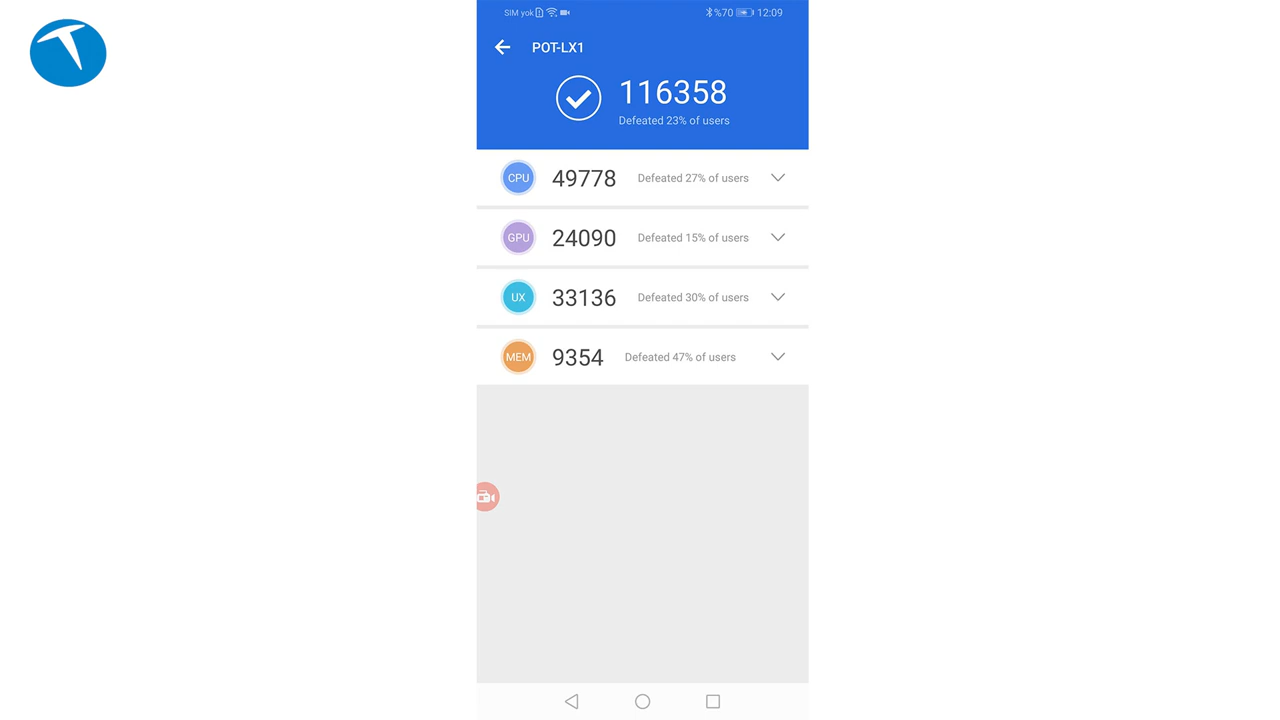 SIM yok %70 12:09
POT-LX1
116358
Defeated 23% of users
CPU 49778 Defeated 27% of users
GPU 24090 Defeated 15% of users
UX 33136 Defeated 30% of users
MEM 9354 Defeated 47% of users